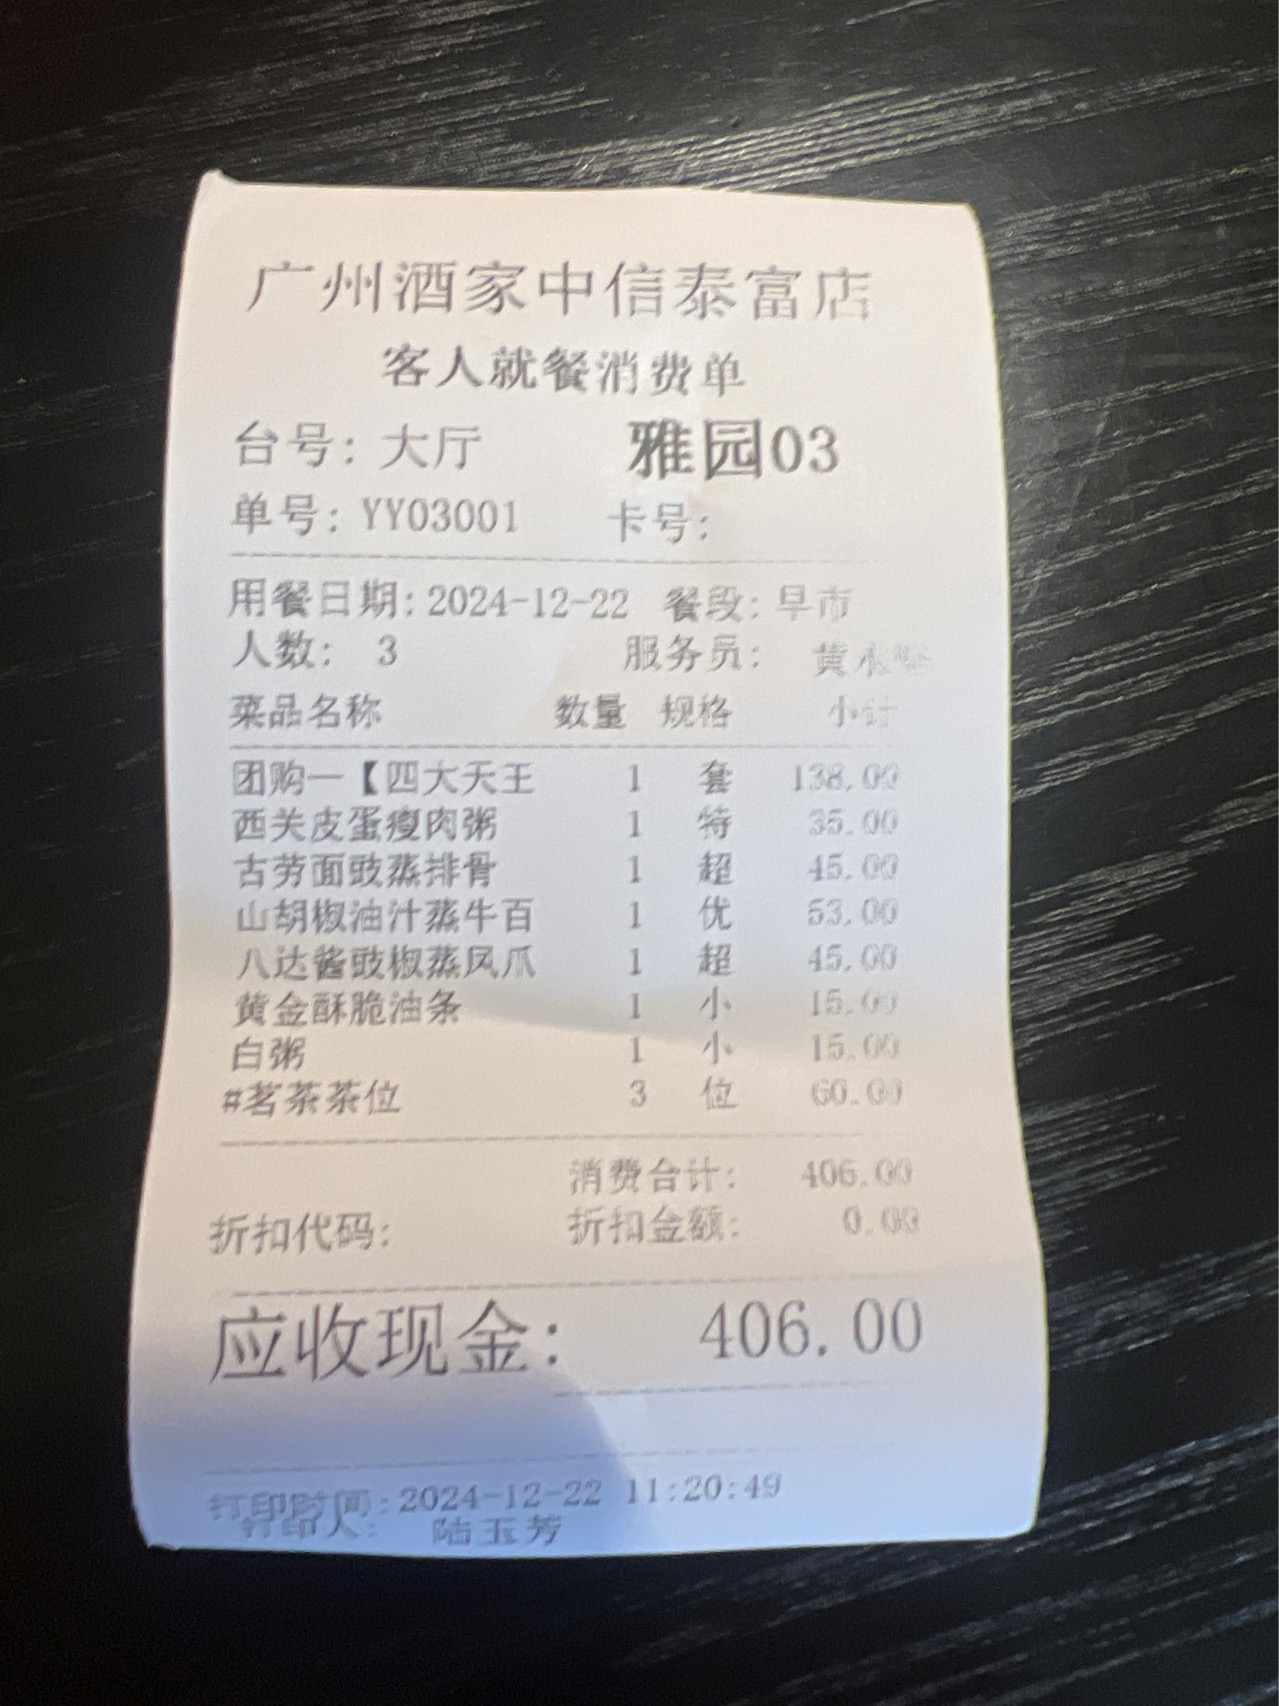 广州酒家中信泰富店
客人就餐消费单
台号: 大厅 雅园03
单号: YY03001 卡号:
用餐日期: 2024-12-22 餐段: 早市
人数: 3 服务员: 黄
菜品名称 数量 规格 小计
团购一【四大天王 1 套 138.00
西关皮蛋瘦肉粥 1 特 35.00
古劳面豉蒸排骨 1 超 45.00
山胡椒油汁蒸牛百 1 优 53.00
八达酱豉椒蒸凤爪 1 超 45.00
黄金酥脆油条 1 小 15.00
白粥 1 小 15.00
#茗茶茶位 3 位 60.00
消费合计: 406.00
折扣代码: 折扣金额: 0.00
应收现金: 406.00
打印时间: 2024-12-22 11:20:49
打印人: 陆玉芳